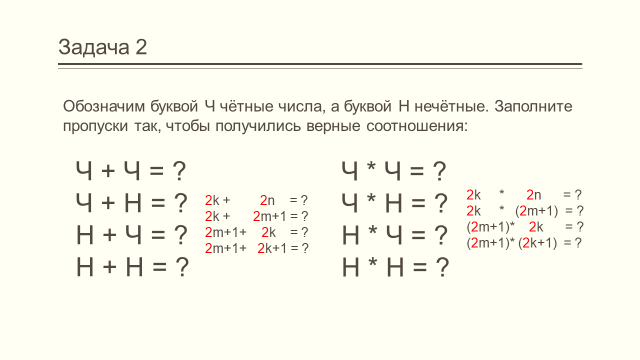 Задача 2
Обозначим буквой Ч чётные числа, а буквой Н нечётные. Заполните
пропуски так, чтобы получились верные соотношения:
Ч + Ч = ?
Ч + Н = ?
Н + Ч = ?
Н + Н = ?
2k + 2n = ?
2k + 2m+1 = ?
2m+1+ 2k = ?
2m+1+ 2k+1 = ?
Ч * Ч = ?
Ч * Н = ?
Н * Ч = ?
Н * Н = ?
2k * 2n = ?
2k * (2m+1) = ?
(2m+1)* 2k = ?
(2m+1)* (2k+1) = ?